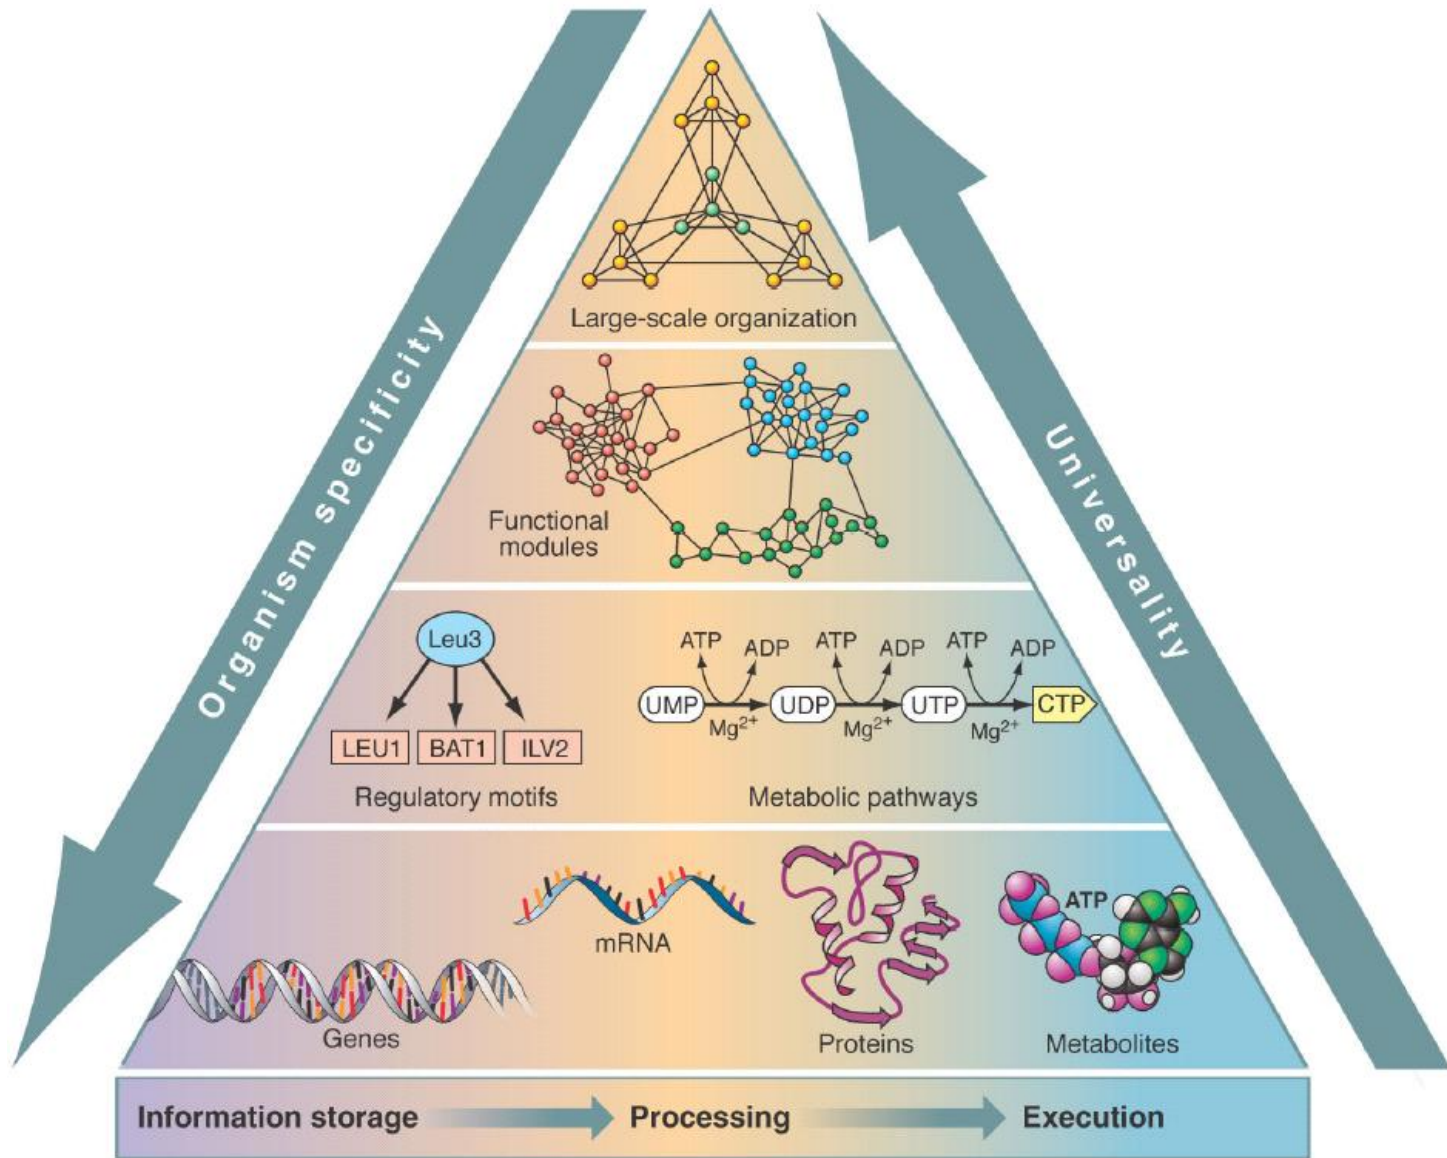 Organism specificity
Universality
Large-scale organization
Functional
modules
Leu3
LEU1 BAT1 ILV2
Regulatory motifs
ATP ADP ATP ADP ATP ADP
UMP UDP UTP CTP
Mg²⁺ Mg²⁺ Mg²⁺
Metabolic pathways
mRNA
Genes
Proteins
ATP
Metabolites
Information storage Processing Execution